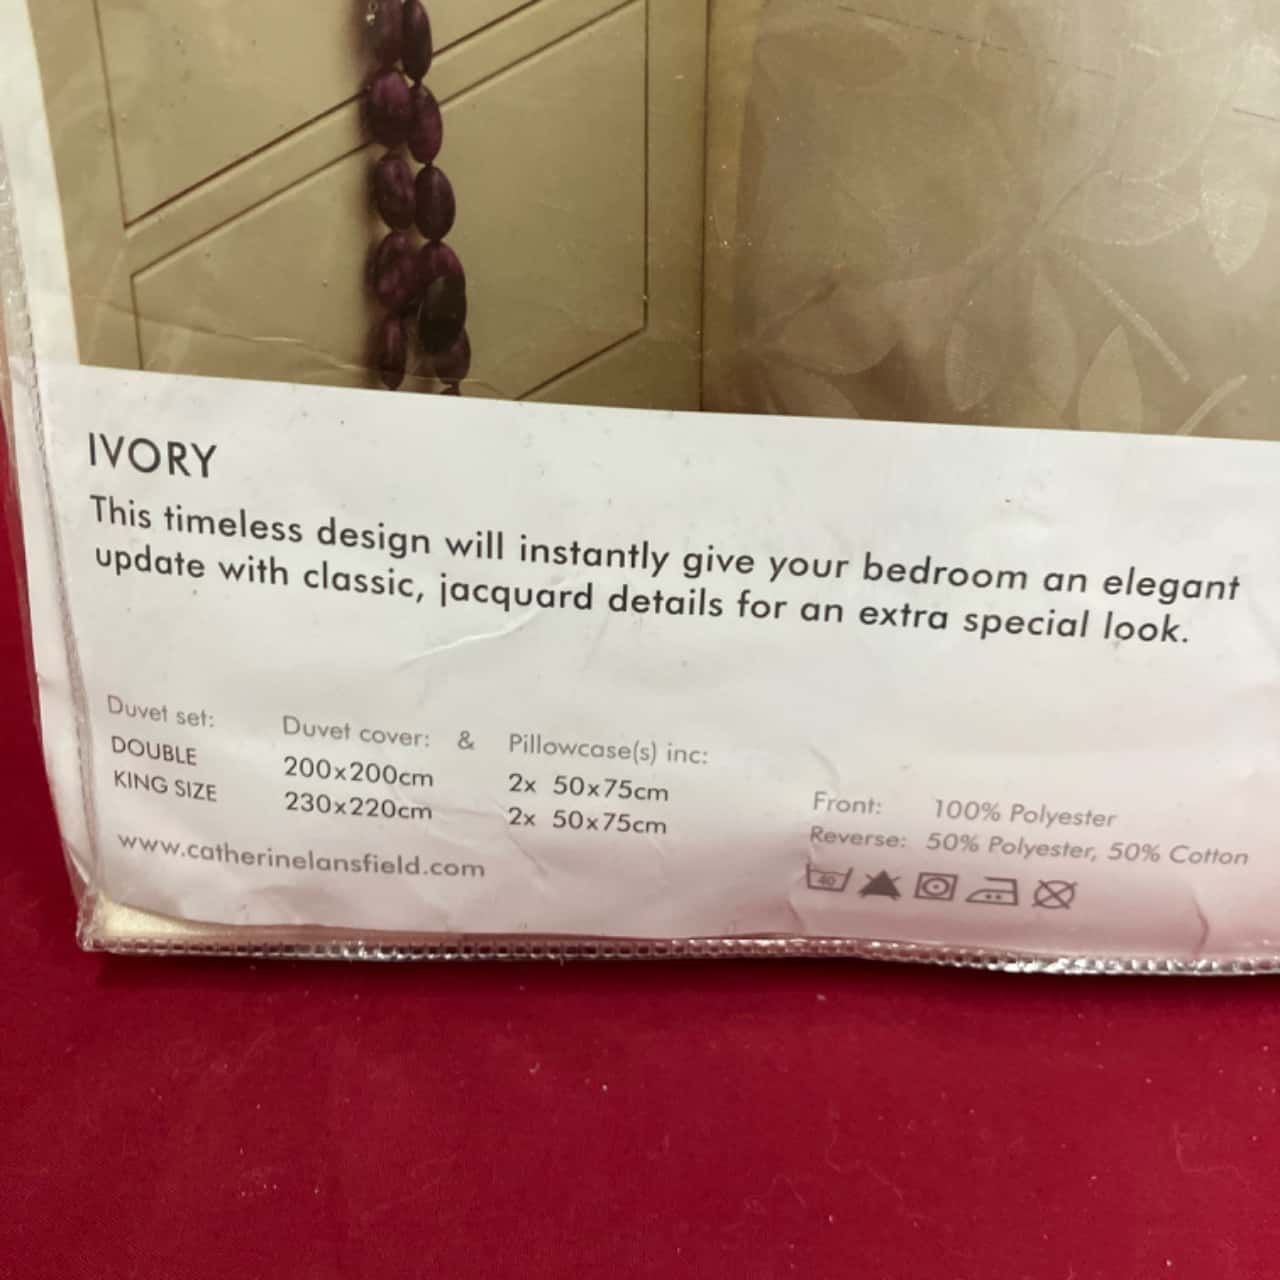 IVORY
This timeless design will instantly give your bedroom an elegant
update with classic, jacquard details for an extra special look.
Duvet set: Duvet cover: & Pillowcase(s) inc:
DOUBLE 200x200cm 2x 50x75cm
KING SIZE 230x220cm 2x 50x75cm
www.catherinelansfield.com
Front: 100% Polyester
Reverse: 50% Polyester, 50% Cotton
40